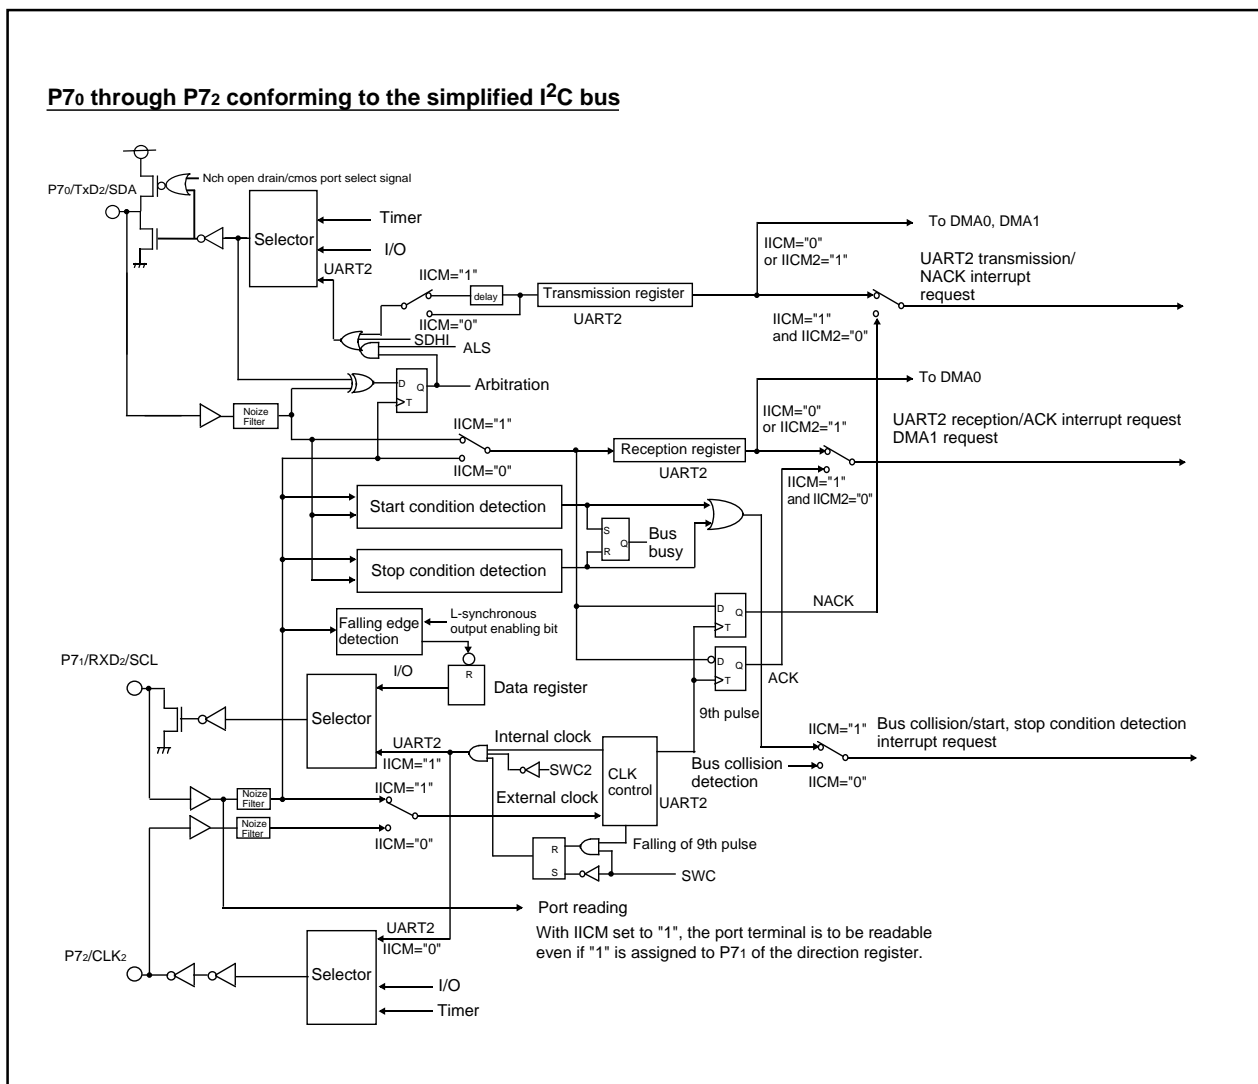 P70 through P72 conforming to the simplified I2C bus
Nch open drain/cmos port select signal
P70/TxD2/SDA
Selector
Timer
I/O
UART2
To DMA0, DMA1
IICM="0"
or IICM2="1"
UART2 transmission/
NACK interrupt
request
IICM="1"
delay
Transmission register
UART2
IICM="0"
IICM="1"
and IICM2="0"
SDHI
ALS
D
Q
T
Arbitration
To DMA0
Noize
Filter
IICM="1"
IICM="0"
or IICM2="1"
UART2 reception/ACK interrupt request
DMA1 request
Reception register
UART2
IICM="0"
IICM="1"
and IICM2="0"
Start condition detection
S
R
Q
Bus
busy
Stop condition detection
D
Q
T
NACK
Falling edge
detection
L-synchronous
output enabling bit
P71/RXD2/SCL
I/O
R
Data register
D
Q
T
ACK
9th pulse
Selector
UART2
IICM="1"
Internal clock
SWC2
CLK
control
UART2
IICM="1"
Bus collision/start, stop condition detection
interrupt request
Bus collision
detection
IICM="0"
Noize
Filter
IICM="1"
External clock
Noize
Filter
IICM="0"
R
S
Falling of 9th pulse
SWC
Port reading
With IICM set to "1", the port terminal is to be readable
even if "1" is assigned to P71 of the direction register.
UART2
IICM="0"
P72/CLK2
Selector
I/O
Timer